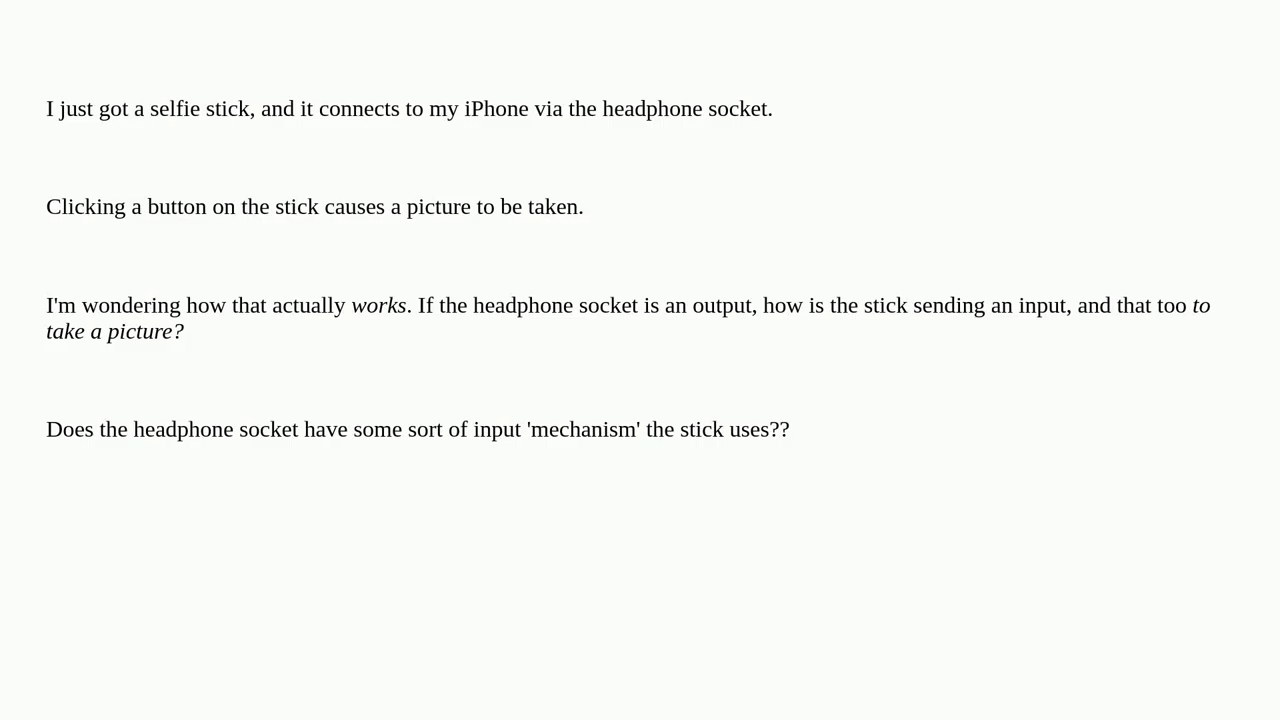 I just got a selfie stick, and it connects to my iPhone via the headphone socket.
Clicking a button on the stick causes a picture to be taken.
I'm wondering how that actually works. If the headphone socket is an output, how is the stick sending an input, and that too to
take a picture?
Does the headphone socket have some sort of input 'mechanism' the stick uses??